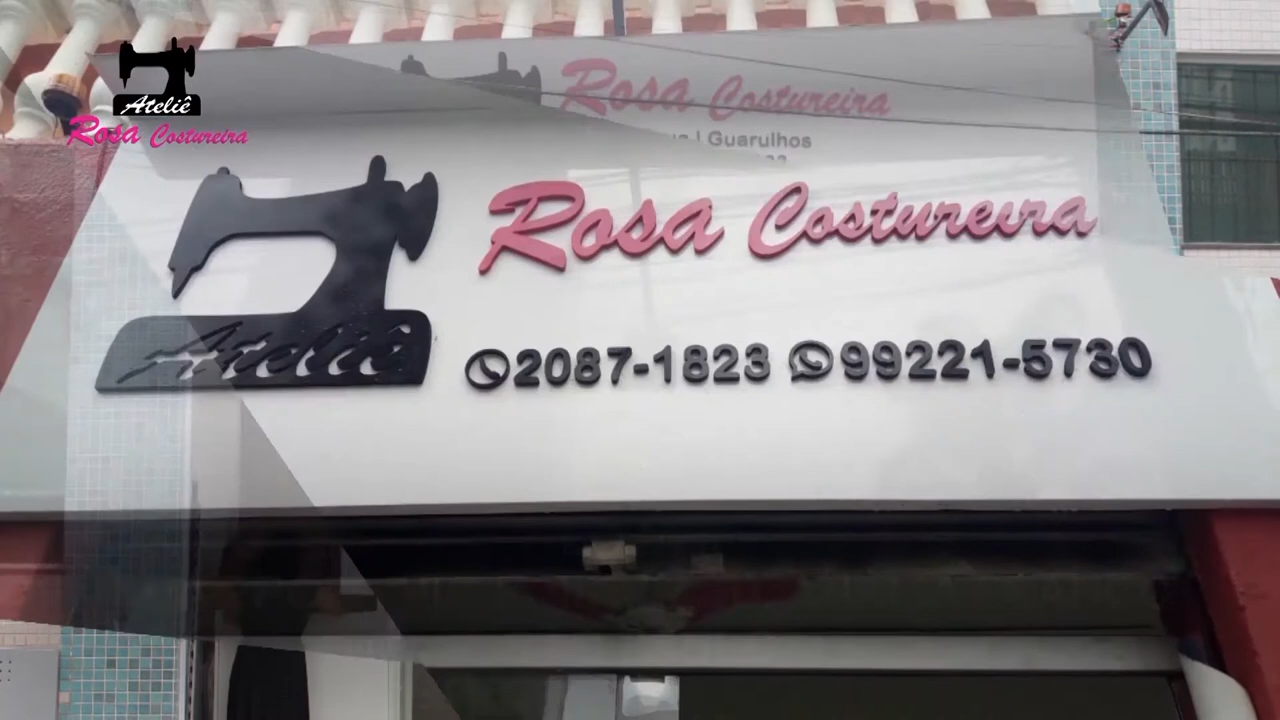 Ateliê
Rosa Costureira
Rosa Costureira
| Guarulhos
Rosa Costureira
Ateliê
2087-1823 99221-5730